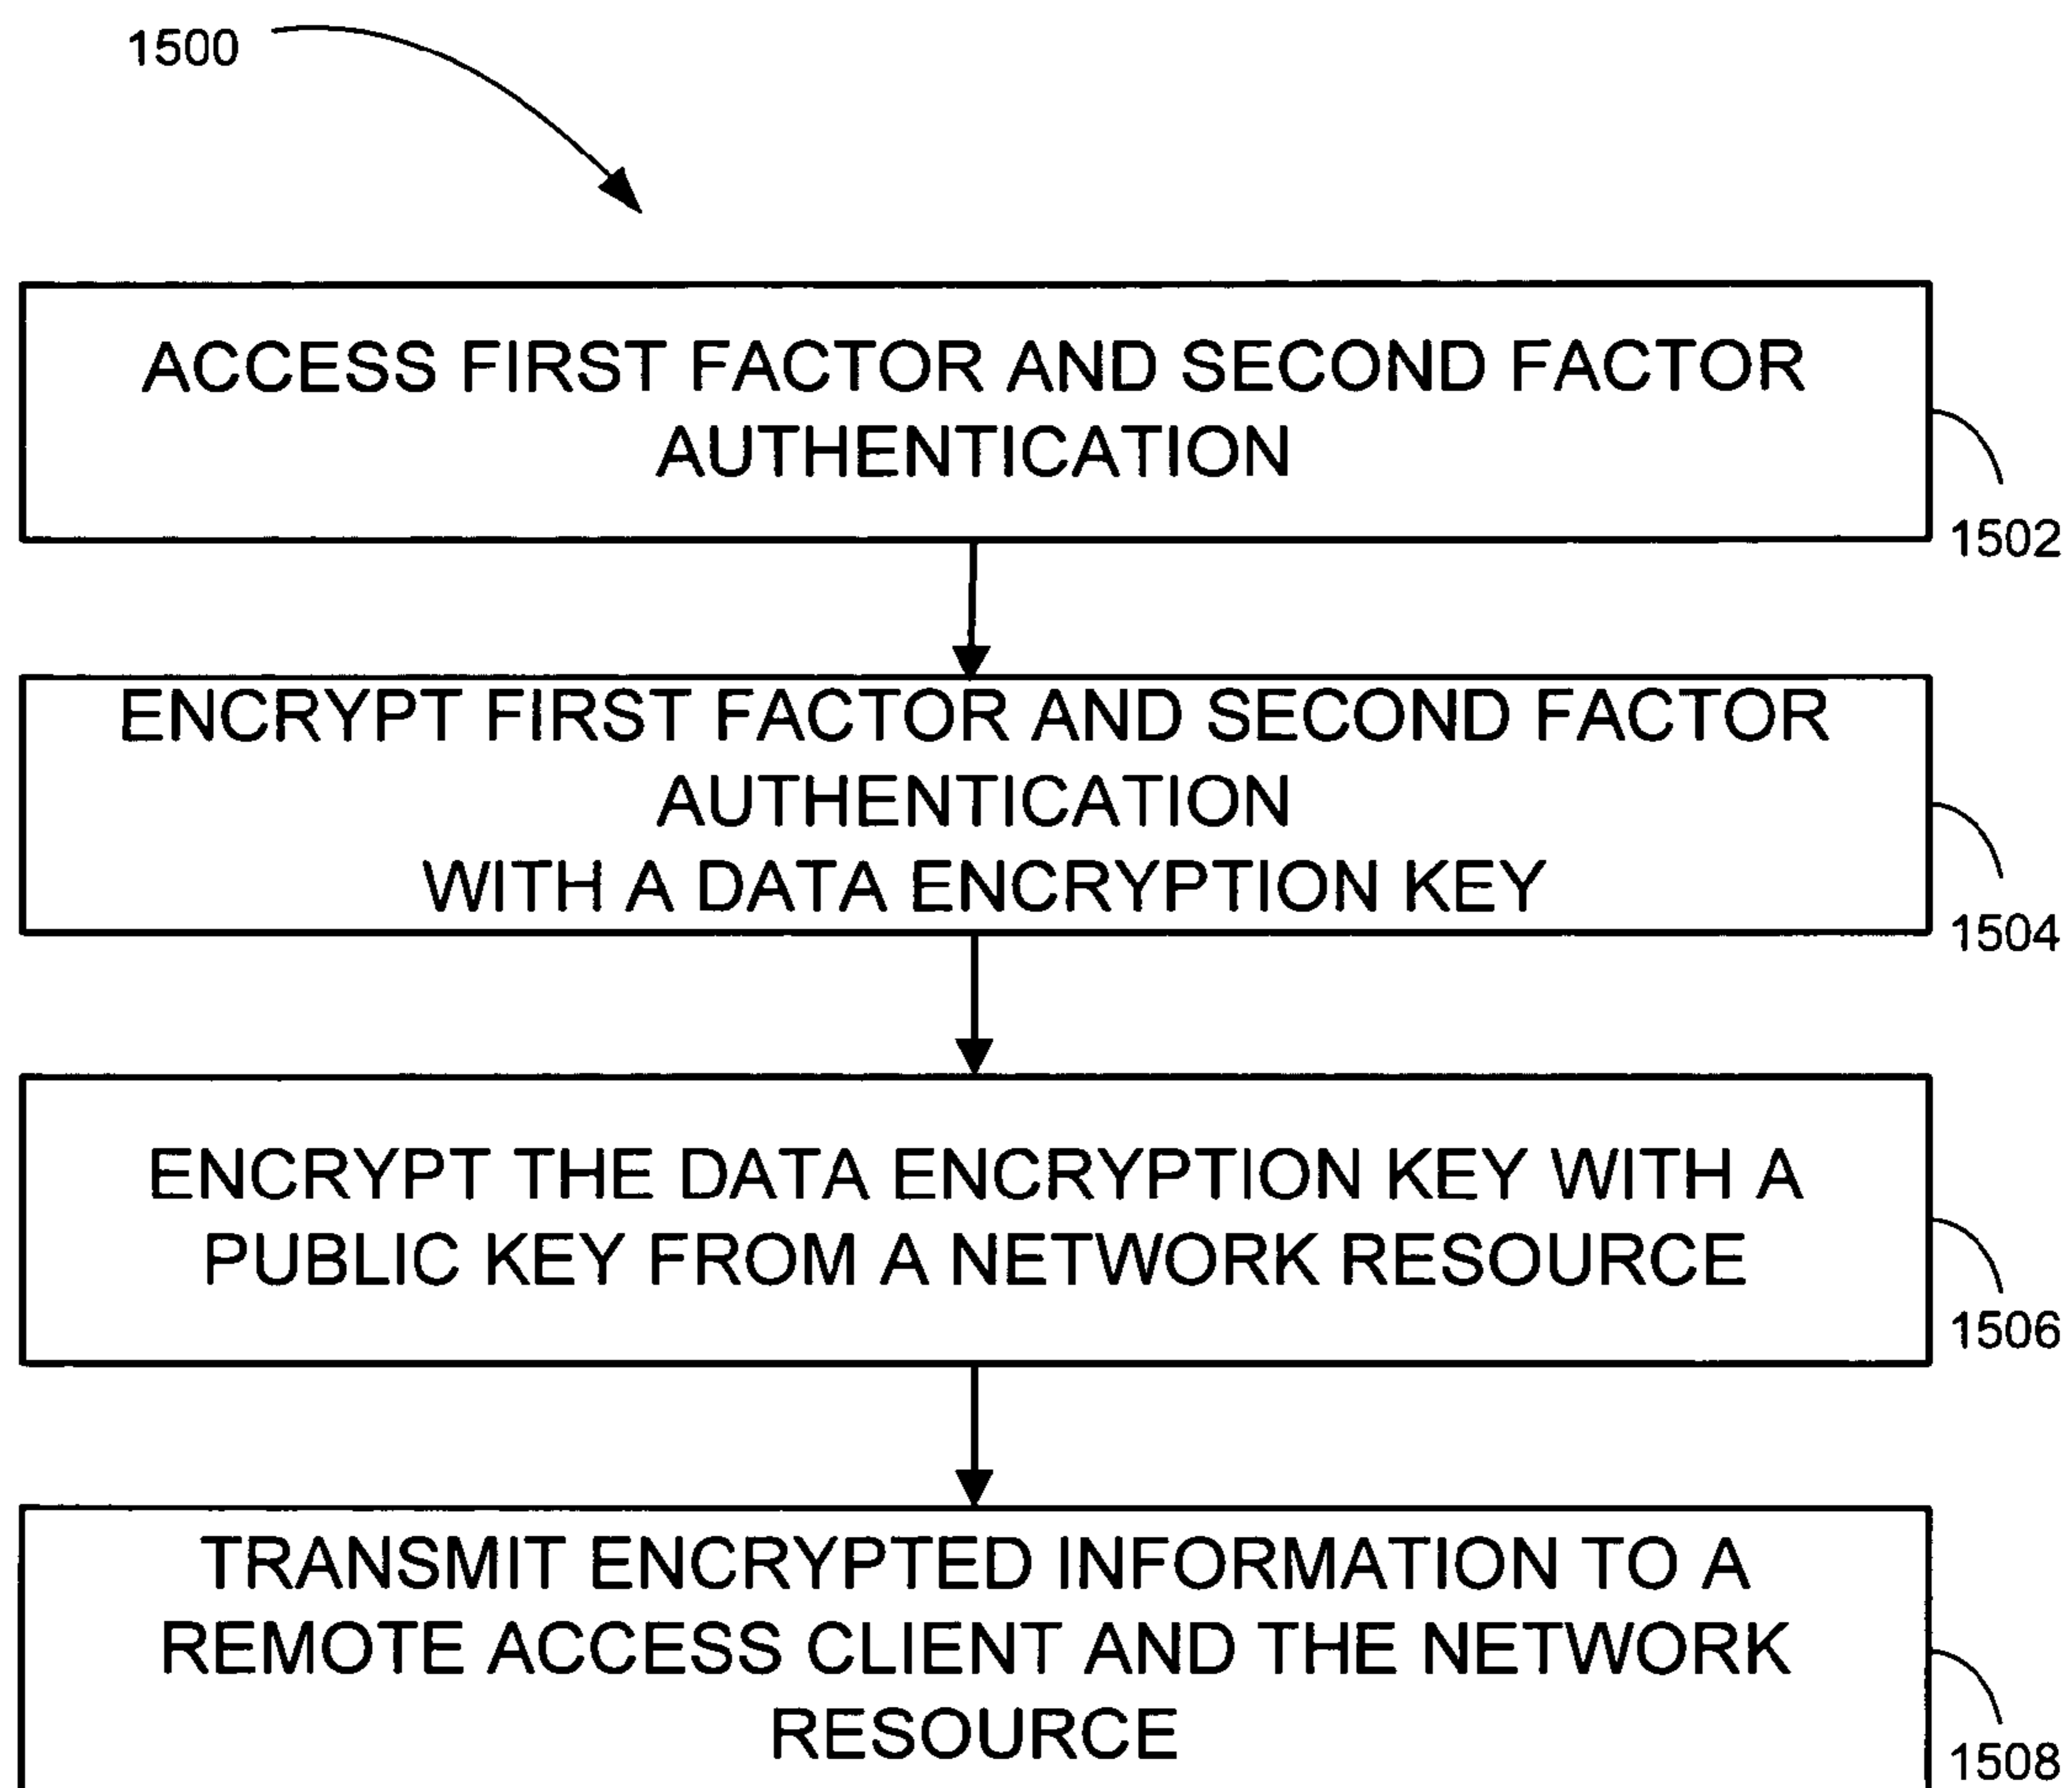 1500
ACCESS FIRST FACTOR AND SECOND FACTOR
AUTHENTICATION
1502
ENCRYPT FIRST FACTOR AND SECOND FACTOR
AUTHENTICATION
WITH A DATA ENCRYPTION KEY
1504
ENCRYPT THE DATA ENCRYPTION KEY WITH A
PUBLIC KEY FROM A NETWORK RESOURCE
1506
TRANSMIT ENCRYPTED INFORMATION TO A
REMOTE ACCESS CLIENT AND THE NETWORK
RESOURCE
1508